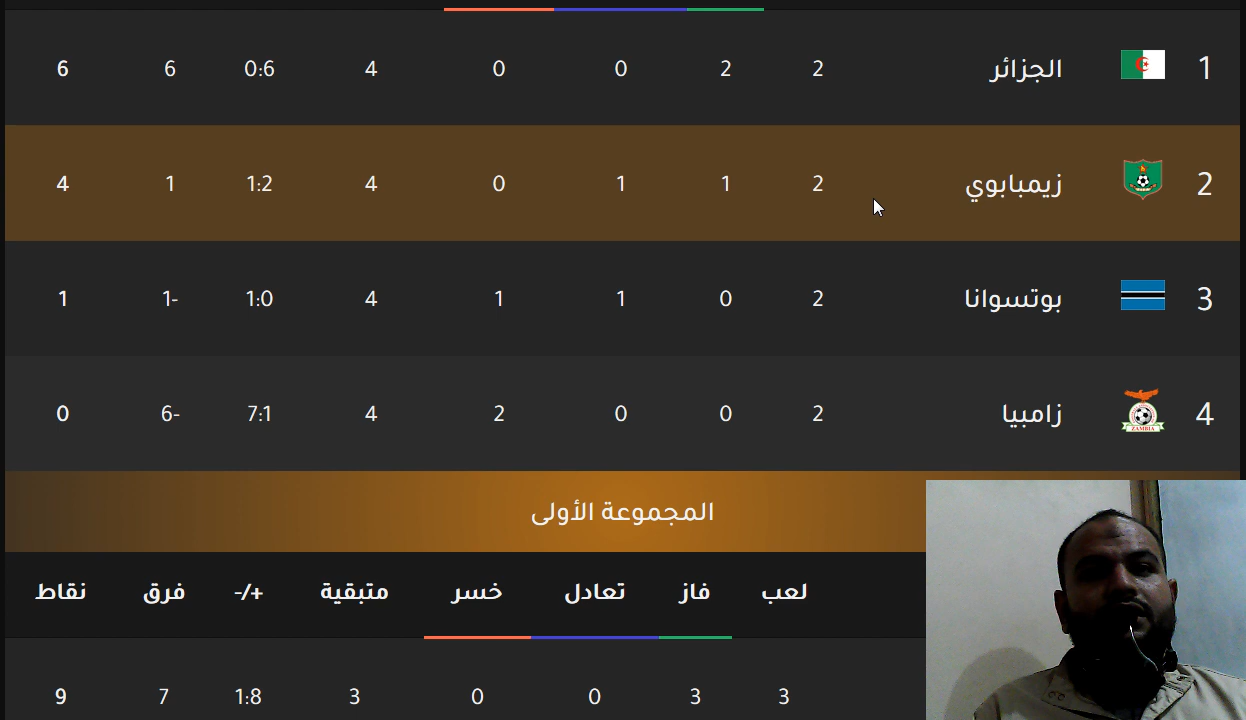 1 الجزائر 2 2 0 0 4 0:6 6 6
2 زيمبابوي 2 1 1 0 4 1:2 1 4
3 بوتسوانا 2 0 1 1 4 1:0 1- 1
4 زامبيا 2 0 0 2 4 7:1 6- 0
ZAMBIA
المجموعة الأولى
لعب فاز تعادل خسر متبقية +/- فرق نقاط
3 3 0 0 3 1:8 7 9